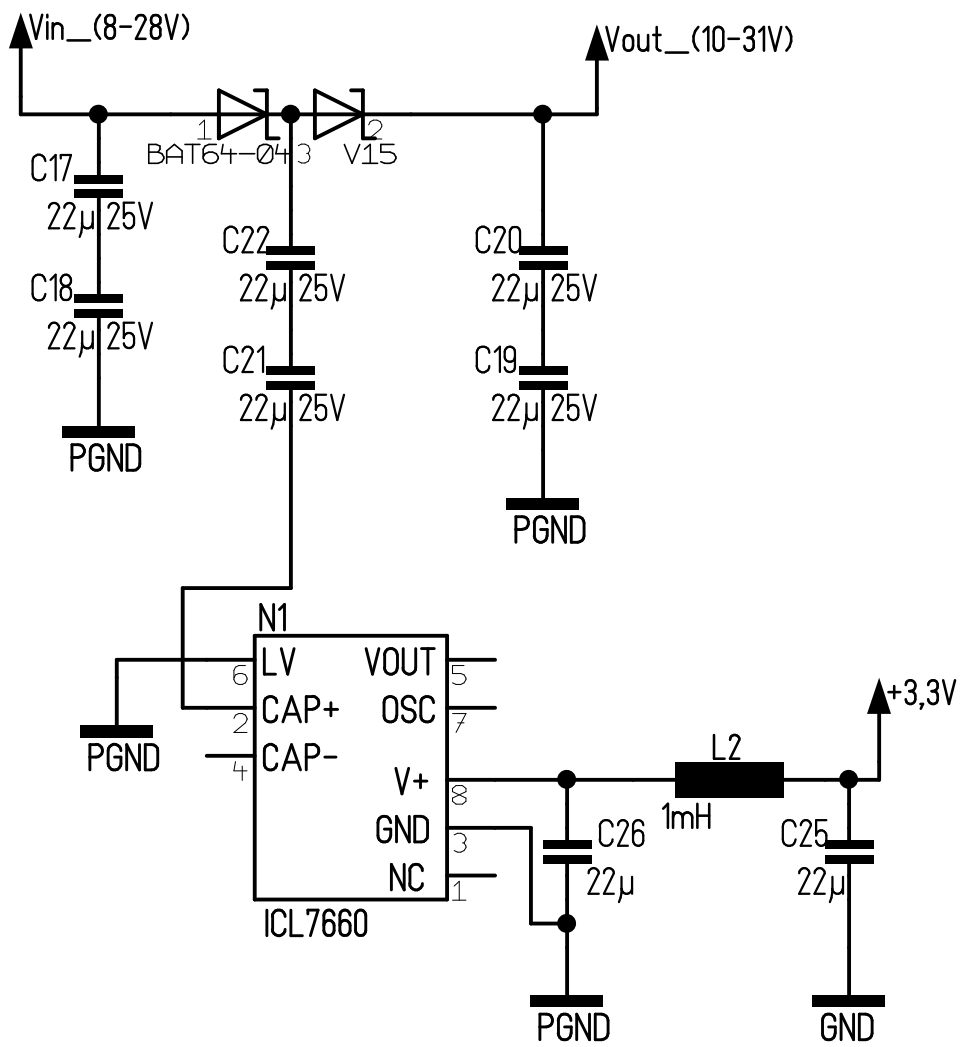 Vin_(8-28V)
Vout_(10-31V)
1
2
BAT64-04
3
V15
C17
22µ 25V
C22
22µ 25V
C20
22µ 25V
C18
22µ 25V
C21
22µ 25V
C19
22µ 25V
PGND
PGND
N1
LV
VOUT
6
5
CAP+
OSC
2
7
+3,3V
PGND
CAP-
4
L2
V+
8
1mH
GND
3
C26
22µ
C25
22µ
NC
1
ICL7660
PGND
GND